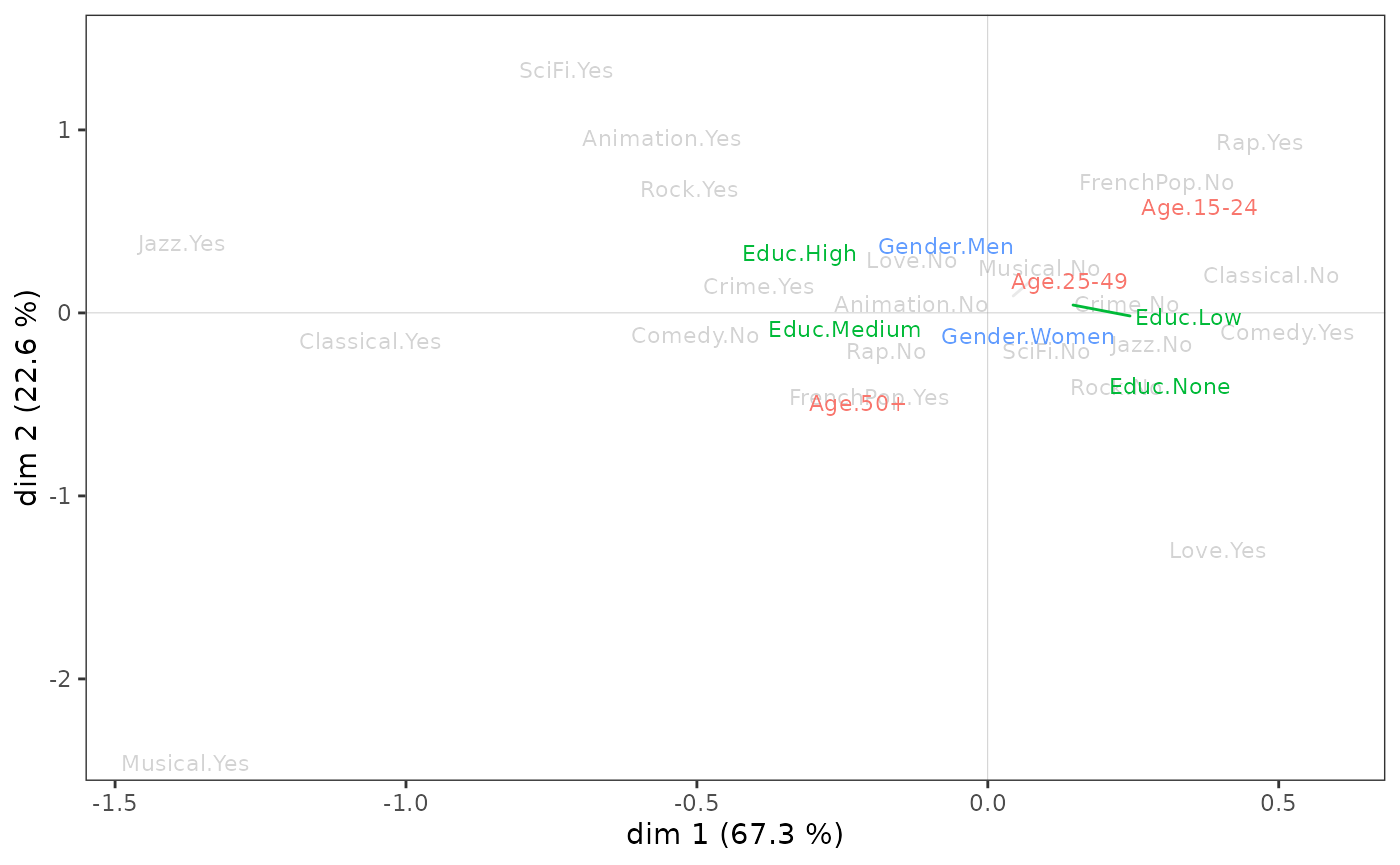 SciFi.Yes
1
Animation.Yes
Rap.Yes
Rock.Yes
FrenchPop.No
Age.15-24
Jazz.Yes
Educ.High
Gender.Men
Love.No
Musical.No
Age.25-49
Classical.No
Crime.Yes
Animation.No
Crime.No
0
Educ.Low
Comedy.No
Educ.Medium
Gender.Women
Comedy.Yes
Classical.Yes
Rap.No
SciFi.No
Jazz.No
FrenchPop.Yes
Age.50+
Rock.No
Educ.None
dim 2 (22.6 %)
-1
Love.Yes
-2
Musical.Yes
-1.5
-1.0
-0.5
0.0
0.5
dim 1 (67.3 %)